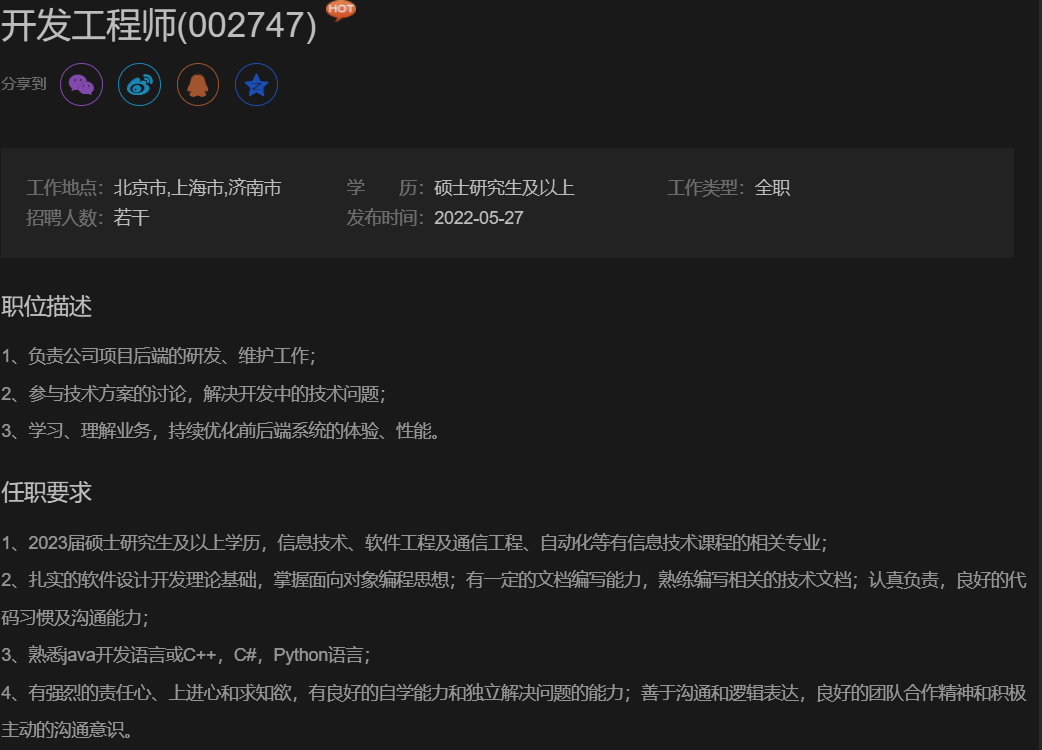 开发工程师(002747)
HOT
分享到
工作地点：北京市,上海市,济南市 学 历：硕士研究生及以上 工作类型：全职
招聘人数：若干 发布时间：2022-05-27
职位描述
1、负责公司项目后端的研发、维护工作；
2、参与技术方案的讨论，解决开发中的技术问题；
3、学习、理解业务，持续优化前后端系统的体验、性能。
任职要求
1、2023届硕士研究生及以上学历，信息技术、软件工程及通信工程、自动化等有信息技术课程的相关专业；
2、扎实的软件设计开发理论基础，掌握面向对象编程思想；有一定的文档编写能力，熟练编写相关的技术文档；认真负责，良好的代
码习惯及沟通能力；
3、熟悉java开发语言或C++，C#，Python语言；
4、有强烈的责任心、上进心和求知欲，有良好的自学能力和独立解决问题的能力；善于沟通和逻辑表达，良好的团队合作精神和积极
主动的沟通意识。